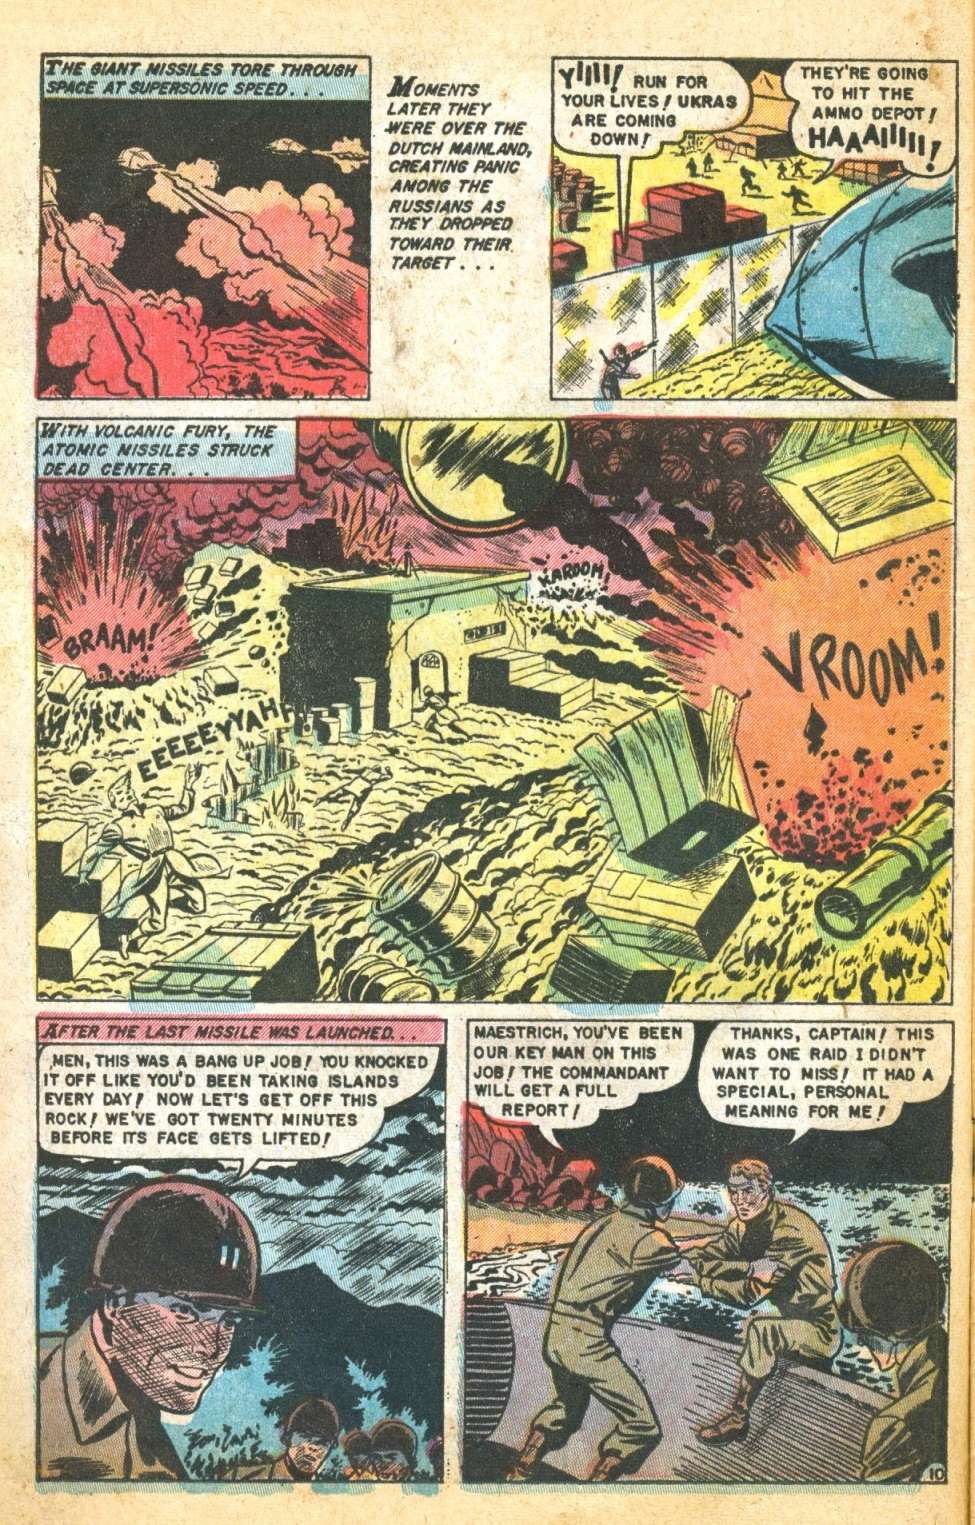 THE GIANT MISSILES TORE THROUGH
SPACE AT SUPERSONIC SPEED...
MOMENTS
LATER THEY
WERE OVER THE
DUTCH MAINLAND,
CREATING PANIC
AMONG THE
RUSSIANS AS
THEY DROPPED
TOWARD THEIR
TARGET...
YIIII! RUN FOR
YOUR LIVES! UKRAS
ARE COMING
DOWN!
THEY'RE GOING
TO HIT THE
AMMO DEPOT!
HAAAIIIIII!
WITH VOLCANIC FURY, THE
ATOMIC MISSILES STRUCK
DEAD CENTER...
BRAAM!
KAROOM!
VROOM!
EEEEEYYAHH
AFTER THE LAST MISSILE WAS LAUNCHED...
MEN, THIS WAS A BANG UP JOB! YOU KNOCKED
IT OFF LIKE YOU'D BEEN TAKING ISLANDS
EVERY DAY! NOW LET'S GET OFF THIS
ROCK! WE'VE GOT TWENTY MINUTES
BEFORE ITS FACE GETS LIFTED!
MAESTRICH, YOU'VE BEEN
OUR KEY MAN ON THIS
JOB! THE COMMANDANT
WILL GET A FULL
REPORT!
THANKS, CAPTAIN! THIS
WAS ONE RAID I DIDN'T
WANT TO MISS! IT HAD A
SPECIAL, PERSONAL
MEANING FOR ME!
10